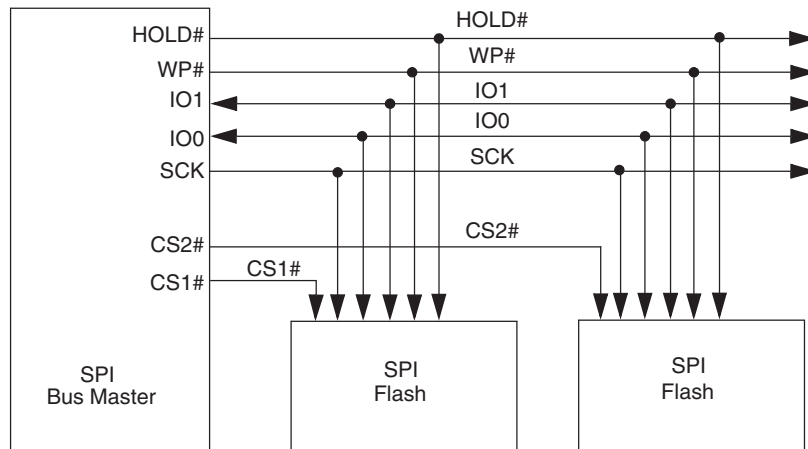 HOLD# HOLD#
WP# WP#
IO1 IO1
IO0 IO0
SCK SCK
CS2# CS2#
CS1# CS1#
SPI
Bus Master
SPI
Flash
SPI
Flash